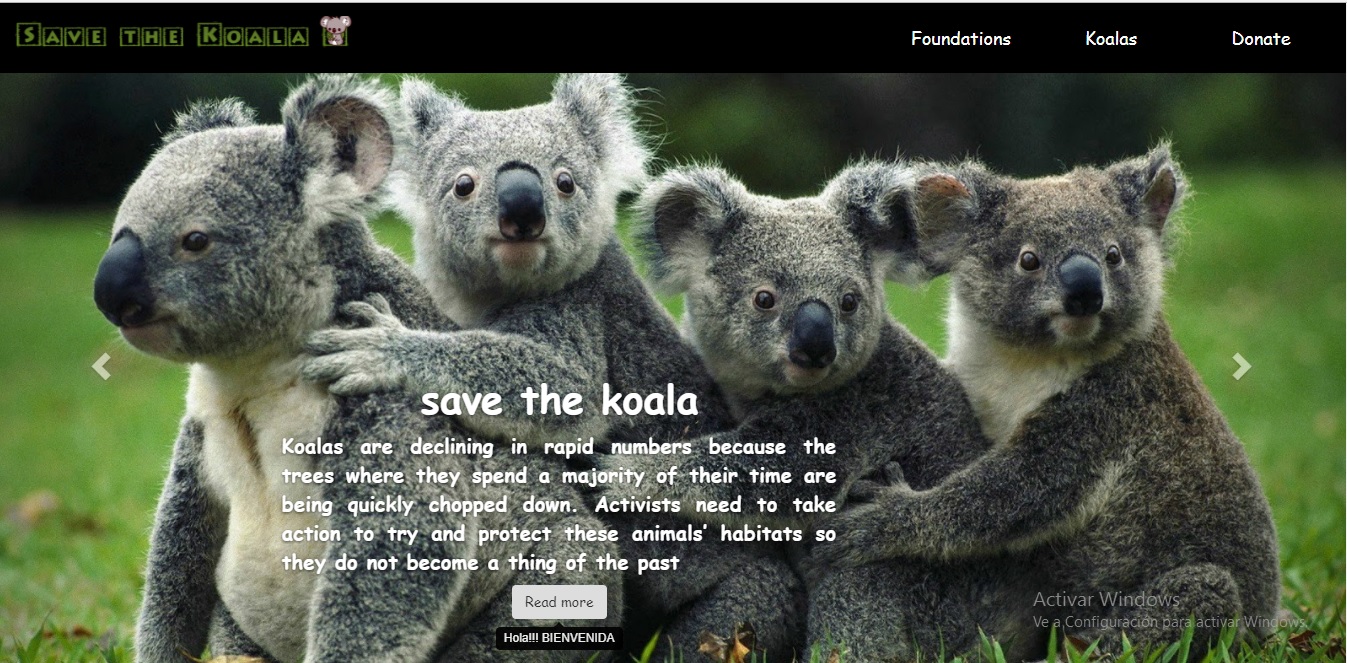 Save the Koala
Foundations
Koalas
Donate
save the koala
Koalas are declining in rapid numbers because the
trees where they spend a majority of their time are
being quickly chopped down. Activists need to take
action to try and protect these animals' habitats so
they do not become a thing of the past
Read more
Hola!!! BIENVENIDA
Activar Windows
Ve a Configuración para activar Windows.